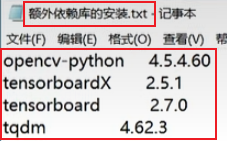 额外依赖库的安装.txt - 记事本
文件(F) 编辑(E) 格式(O) 查看(V) 帮
opencv-python 4.5.4.60
tensorboardX 2.5.1
tensorboard 2.7.0
tqdm 4.62.3